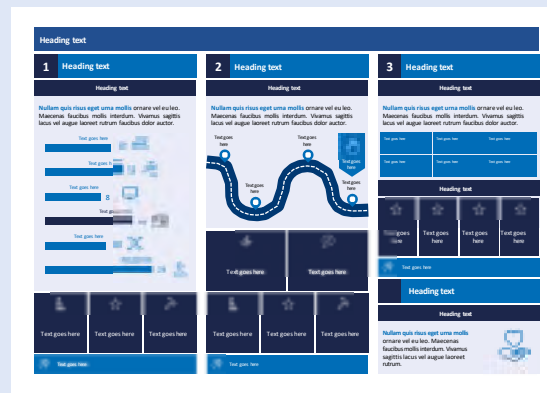 Heading text
1 Heading text
Heading text
Nullam quis risus eget urna mollis ornare vel eu leo.
Maecenas faucibus mollis interdum. Vivamus sagittis
lacus vel augue laoreet rutrum faucibus dolor auctor.
Text goes here
Text goes h
Text goes here
8
Text goe
Text goes here
Text goes here
Text goes here
Text goes here
Text goes here
2 Heading text
Heading text
Nullam quis risus eget urna mollis ornare vel eu leo.
Maecenas faucibus mollis interdum. Vivamus sagittis
lacus vel augue laoreet rutrum faucibus dolor auctor.
Text goes
here
Text goes
here
Text goes
here
Text goes
here
Text goes
here
Text goes here
Text goes here
Text goes here
Text goes here
Text goes here
Text goes here
3 Heading text
Heading text
Nullam quis risus eget urna mollis ornare vel eu leo.
Maecenas faucibus mollis interdum. Vivamus sagittis
lacus vel augue laoreet rutrum faucibus dolor auctor.
Text goes here Text goes here Text goes here
Text goes here Text goes here Text goes here
Heading text
Text goes
here
Text goes
here
Text goes
here
Text goes
here
Text goes here
Heading text
Heading text
Nullam quis risus eget urna mollis
ornare vel eu leo. Maecenas
faucibus mollis interdum. Vivamus
sagittis lacus vel augue laoreet
rutrum.